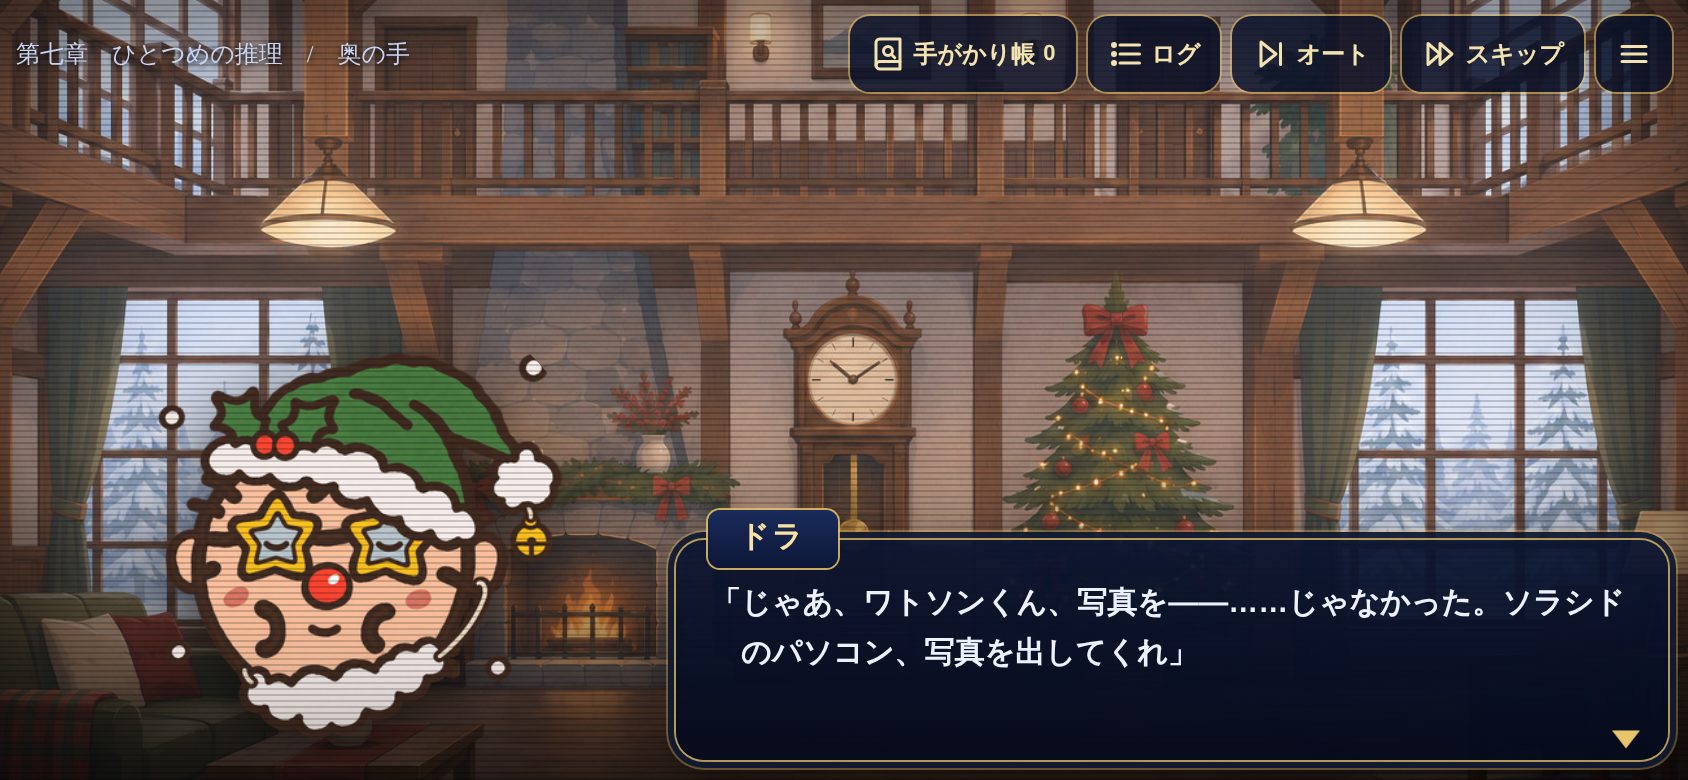 第七章　ひとつめの推理　/　奥の手
手がかり帳 0
ログ
オート
スキップ
ドラ
「じゃあ、ワトソンくん、写真を――……じゃなかった。ソラシド
のパソコン、写真を出してくれ」